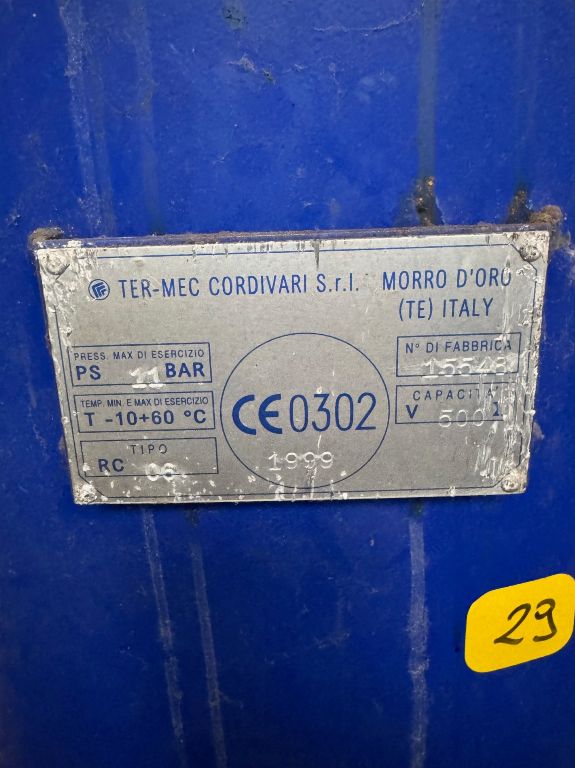 TER-MEC CORDIVARI S.r.l. MORRO D'ORO
(TE) ITALY
PRESS. MAX DI ESERCIZIO
PS 11 BAR
TEMP. MIN. E MAX DI ESERCIZIO
T -10+60 °C
TIPO
RC 06
CE 0302
1999
N° DI FABBRICA
15548
CAPACITA'
V 500 L
29